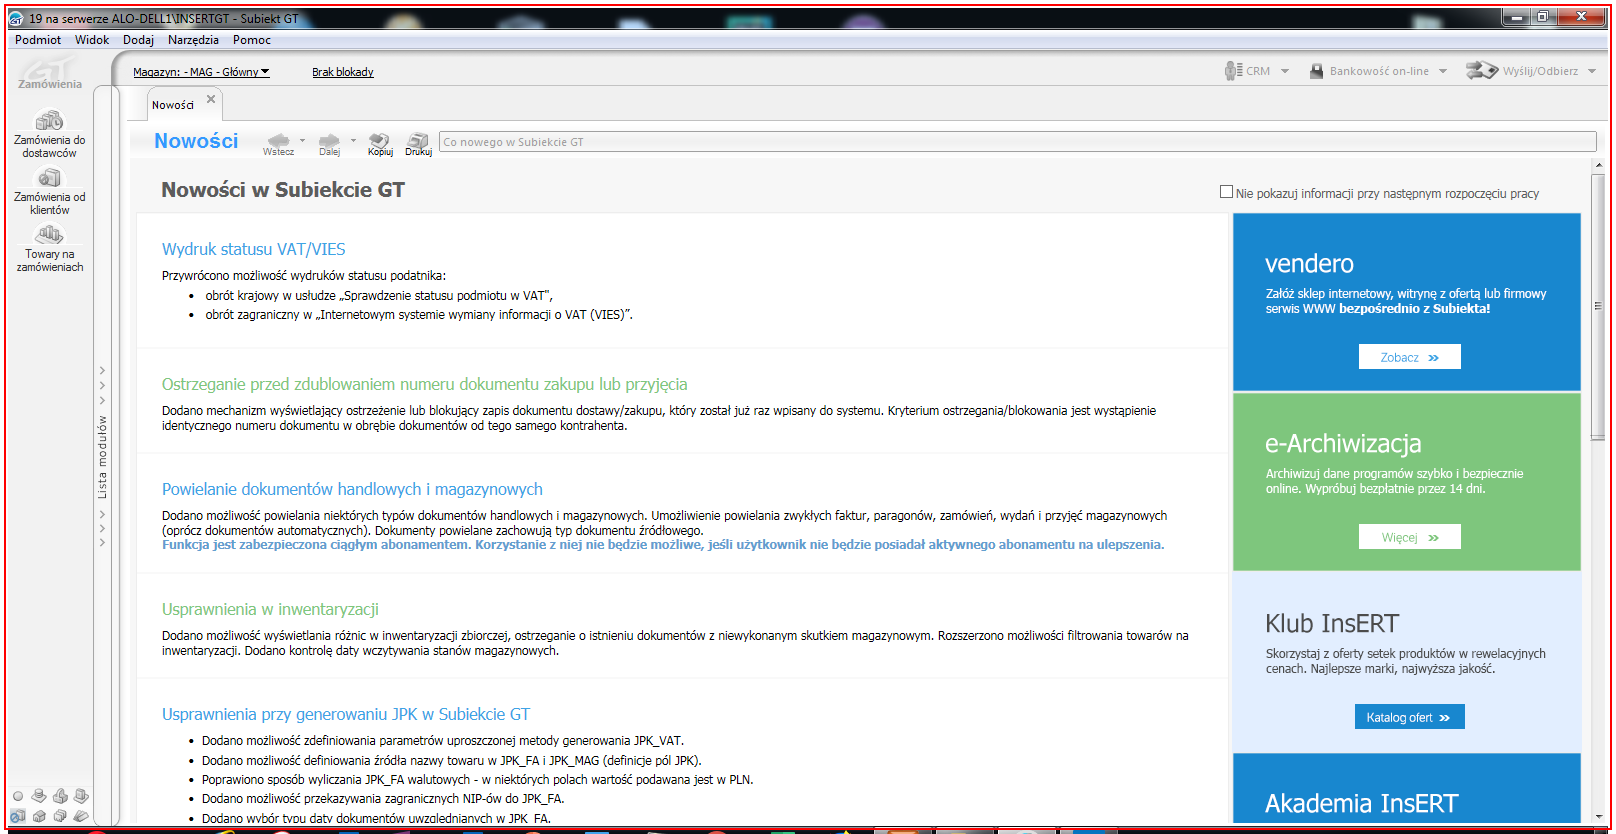 19 na serwerze ALO-DELL1\INSERTGT - Subiekt GT
Podmiot Widok Dodaj Narzędzia Pomoc
GT
Zamówienia
Magazyn: - MAG - Główny
Brak blokady
CRM
Bankowość on-line
Wyślij/Odbierz
Nowości
Zamówienia do
dostawców
Zamówienia od
klientów
Towary na
zamówieniach
Lista modułów
Nowości
Wstecz
Dalej
Kopiuj
Drukuj
Co nowego w Subiekcie GT
Nowości w Subiekcie GT
Nie pokazuj informacji przy następnym rozpoczęciu pracy
Wydruk statusu VAT/VIES
Przywrócono możliwość wydruków statusu podatnika:
• obrót krajowy w usłudze „Sprawdzenie statusu podmiotu w VAT",
• obrót zagraniczny w „Internetowym systemie wymiany informacji o VAT (VIES)”.
Ostrzeganie przed zdublowaniem numeru dokumentu zakupu lub przyjęcia
Dodano mechanizm wyświetlający ostrzeżenie lub blokujący zapis dokumentu dostawy/zakupu, który został już raz wpisany do systemu. Kryterium ostrzegania/blokowania jest wystąpienie
identycznego numeru dokumentu w obrębie dokumentów od tego samego kontrahenta.
Powielanie dokumentów handlowych i magazynowych
Dodano możliwość powielania niektórych typów dokumentów handlowych i magazynowych. Umożliwienie powielania zwykłych faktur, paragonów, zamówień, wydań i przyjęć magazynowych
(oprócz dokumentów automatycznych). Dokumenty powielane zachowują typ dokumentu źródłowego.
Funkcja jest zabezpieczona ciągłym abonamentem. Korzystanie z niej nie będzie możliwe, jeśli użytkownik nie będzie posiadał aktywnego abonamentu na ulepszenia.
Usprawnienia w inwentaryzacji
Dodano możliwość wyświetlania różnic w inwentaryzacji zbiorczej, ostrzeganie o istnieniu dokumentów z niewykonanym skutkiem magazynowym. Rozszerzono możliwości filtrowania towarów na
inwentaryzacji. Dodano kontrolę daty wczytywania stanów magazynowych.
Usprawnienia przy generowaniu JPK w Subiekcie GT
• Dodano możliwość zdefiniowania parametrów uproszczonej metody generowania JPK_VAT.
• Dodano możliwość definiowania źródła nazwy towaru w JPK_FA i JPK_MAG (definicje pól JPK).
• Poprawiono sposób wyliczania JPK_FA walutowych - w niektórych polach wartość podawana jest w PLN.
• Dodano możliwość przekazywania zagranicznych NIP-ów do JPK_FA.
• Dodano wybór typu daty dokumentów uwzględnianych w JPK_FA.
vendero
Załóż sklep internetowy, witrynę z ofertą lub firmowy
serwis WWW bezpośrednio z Subiekta!
Zobacz »
e-Archiwizacja
Archiwizuj dane programów szybko i bezpiecznie
online. Wypróbuj bezpłatnie przez 14 dni.
Więcej »
Klub InsERT
Skorzystaj z oferty setek produktów w rewelacyjnych
cenach. Najlepsze marki, najwyższa jakość.
Katalog ofert »
Akademia InsERT